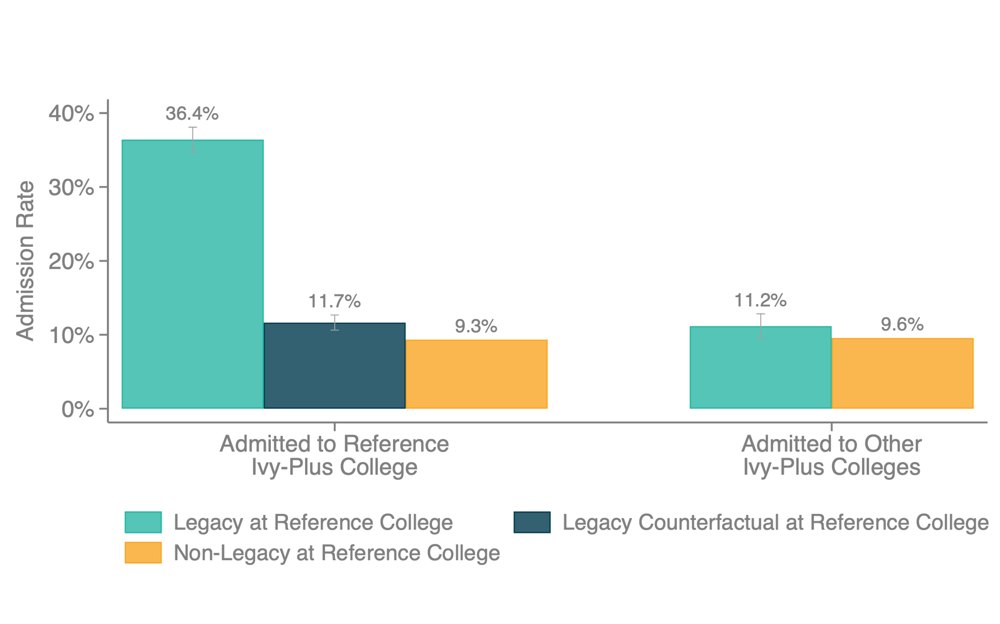 40%
30%
20%
10%
0%
Admission Rate
36.4%
11.7%
9.3%
11.2%
9.6%
Admitted to Reference
Ivy-Plus College
Admitted to Other
Ivy-Plus Colleges
Legacy at Reference College
Legacy Counterfactual at Reference College
Non-Legacy at Reference College